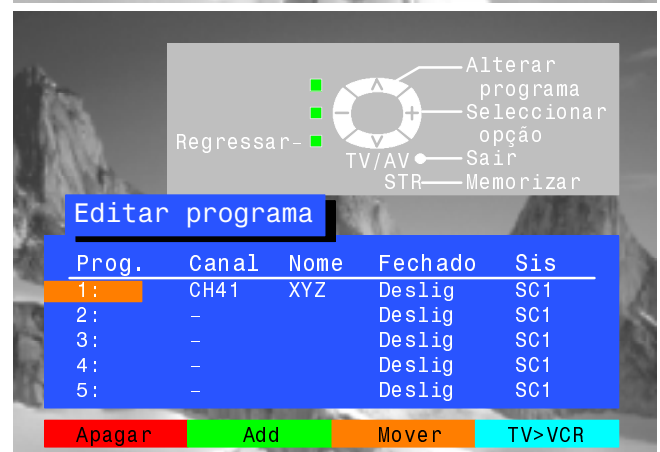 Alterar
programa
Seleccionar
opção
Regressar–
TV/AV
Sair
STR
Memorizar
Editar programa
Prog. Canal Nome Fechado Sis
1: CH41 XYZ Deslig SC1
2: – Deslig SC1
3: – Deslig SC1
4: – Deslig SC1
5: – Deslig SC1
Apagar Add Mover TV>VCR